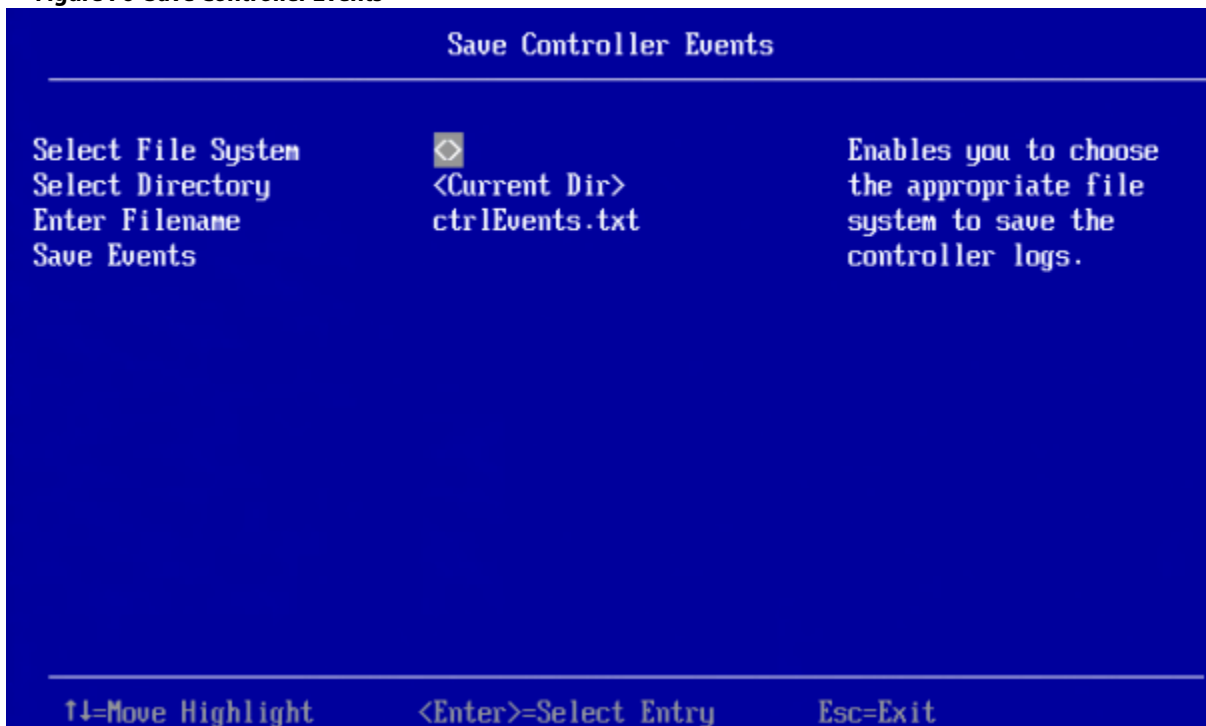 Save Controller Events
Select File System <> Enables you to choose
Select Directory <Current Dir> the appropriate file
Enter Filename ctrlEvents.txt system to save the
Save Events controller logs.
↑↓=Move Highlight <Enter>=Select Entry Esc=Exit